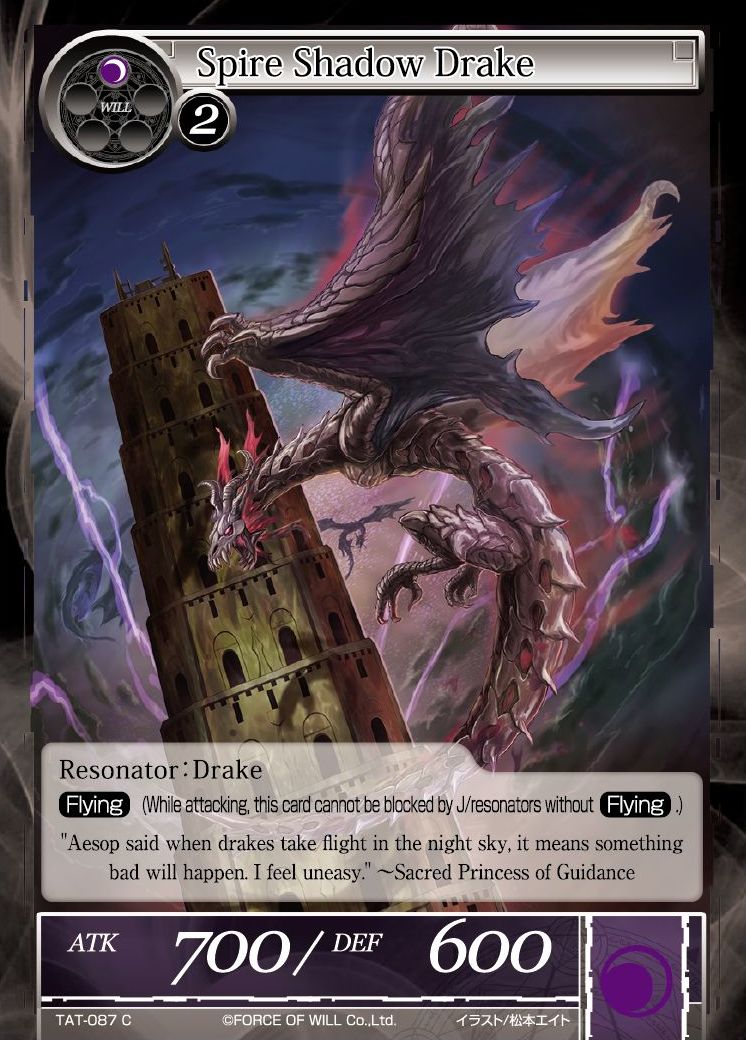 Spire Shadow Drake
WILL
2
Resonator:Drake
Flying (While attacking, this card cannot be blocked by J/resonators without Flying .)
"Aesop said when drakes take flight in the night sky, it means something
bad will happen. I feel uneasy." ~Sacred Princess of Guidance
ATK 700 / DEF 600
TAT-087 C ©FORCE OF WILL Co.,Ltd. イラスト/松本エイト